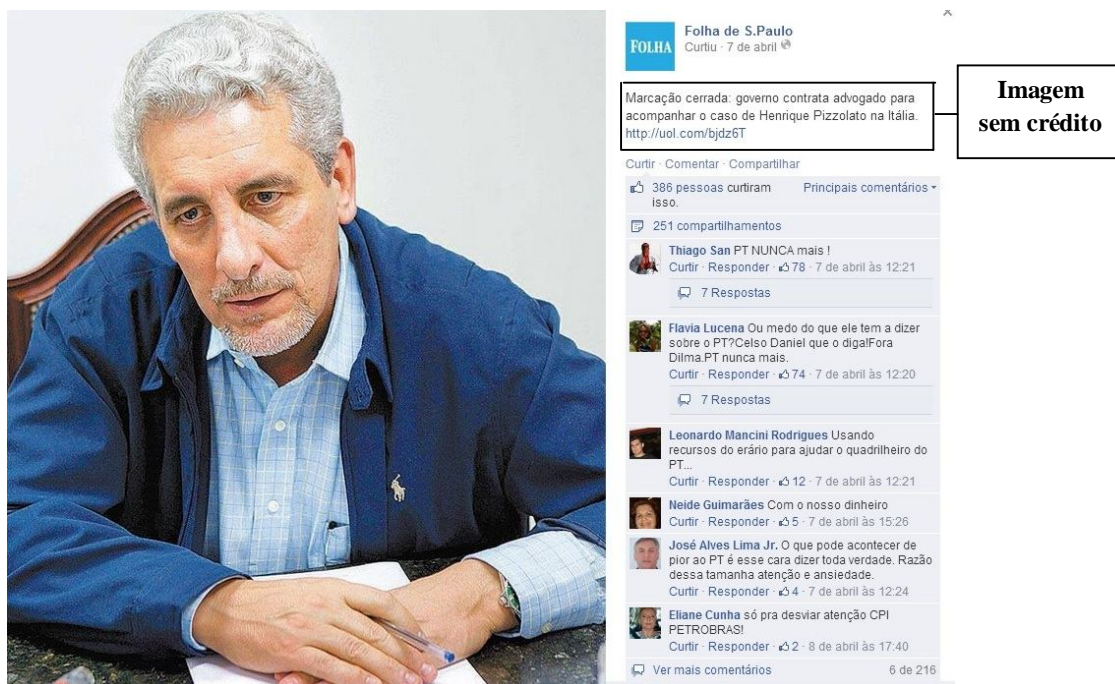 Folha de S.Paulo
FOLHA
Curtiu · 7 de abril
Marcação cerrada: governo contrata advogado para
acompanhar o caso de Henrique Pizzolato na Itália.
http://uol.com/bjdz6T
Imagem
sem crédito
Curtir · Comentar · Compartilhar
386 pessoas curtiram
isso.
Principais comentários
251 compartilhamentos
Thiago San PT NUNCA mais !
Curtir · Responder · 78 · 7 de abril às 12:21
7 Respostas
Flavia Lucena Ou medo do que ele tem a dizer
sobre o PT?Celso Daniel que o diga!Fora
Dilma.PT nunca mais.
Curtir · Responder · 74 · 7 de abril às 12:20
7 Respostas
Leonardo Mancini Rodrigues Usando
recursos do erário para ajudar o quadrilheiro do
PT...
Curtir · Responder · 12 · 7 de abril às 12:21
Neide Guimarães Com o nosso dinheiro
Curtir · Responder · 5 · 7 de abril às 15:26
José Alves Lima Jr. O que pode acontecer de
pior ao PT é esse cara dizer toda verdade. Razão
dessa tamanha atenção e ansiedade.
Curtir · Responder · 4 · 7 de abril às 12:24
Eliane Cunha só pra desviar atenção CPI
PETROBRAS!
Curtir · Responder · 2 · 8 de abril às 17:40
Ver mais comentários
6 de 216